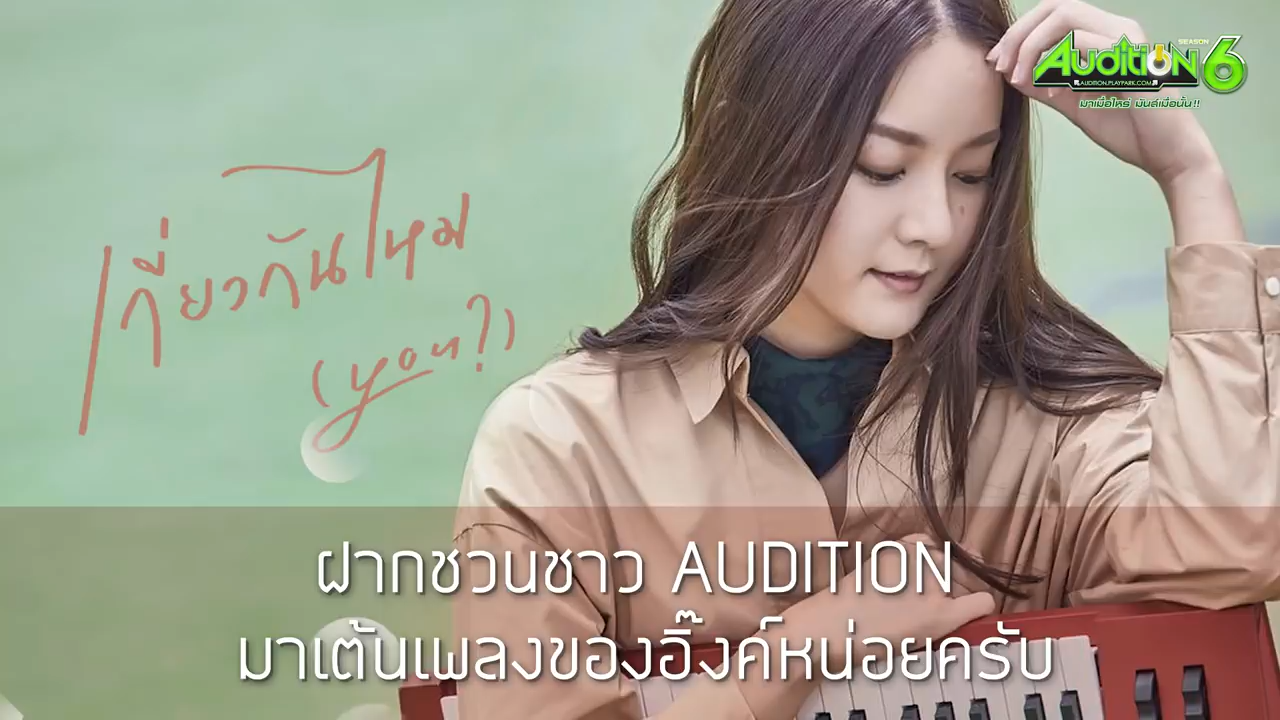 SEASON
AUDITION 6
AUDITION.PLAYPARK.COM
มาเมื่อไหร่ มันส์เมื่อนั้น!!
เกี่ยวกันไหม
(you?)
ฝากชวนชาว AUDITION
มาเต้นเพลงของอิ๊งค์หน่อยครับ